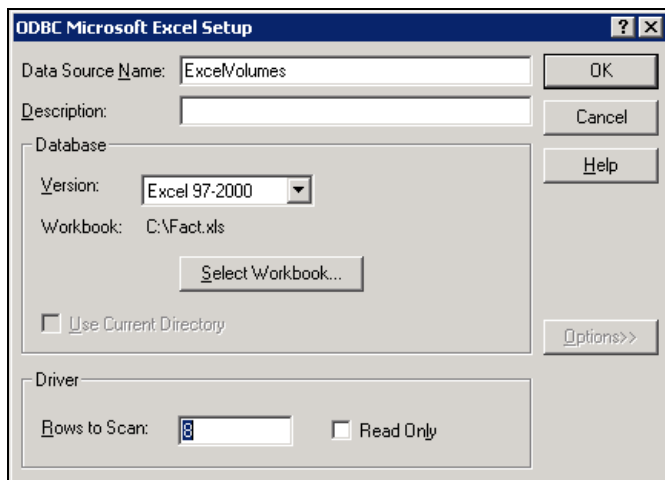 ODBC Microsoft Excel Setup
Data Source Name: ExcelVolumes
OK
Description:
Cancel
Database
Help
Version: Excel 97-2000
Workbook: C:\Fact.xls
Select Workbook...
Use Current Directory
Options>>
Driver
Rows to Scan: 8
Read Only